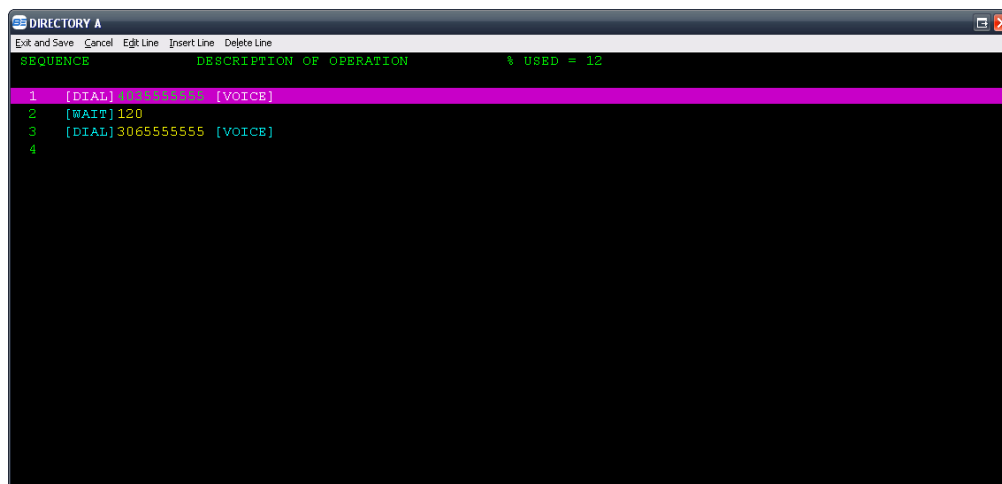 DIRECTORY A
Exit and Save Cancel Edit Line Insert Line Delete Line
SEQUENCE DESCRIPTION OF OPERATION % USED = 12
1 [DIAL]4035555555 [VOICE]
2 [WAIT]120
3 [DIAL]3065555555 [VOICE]
4